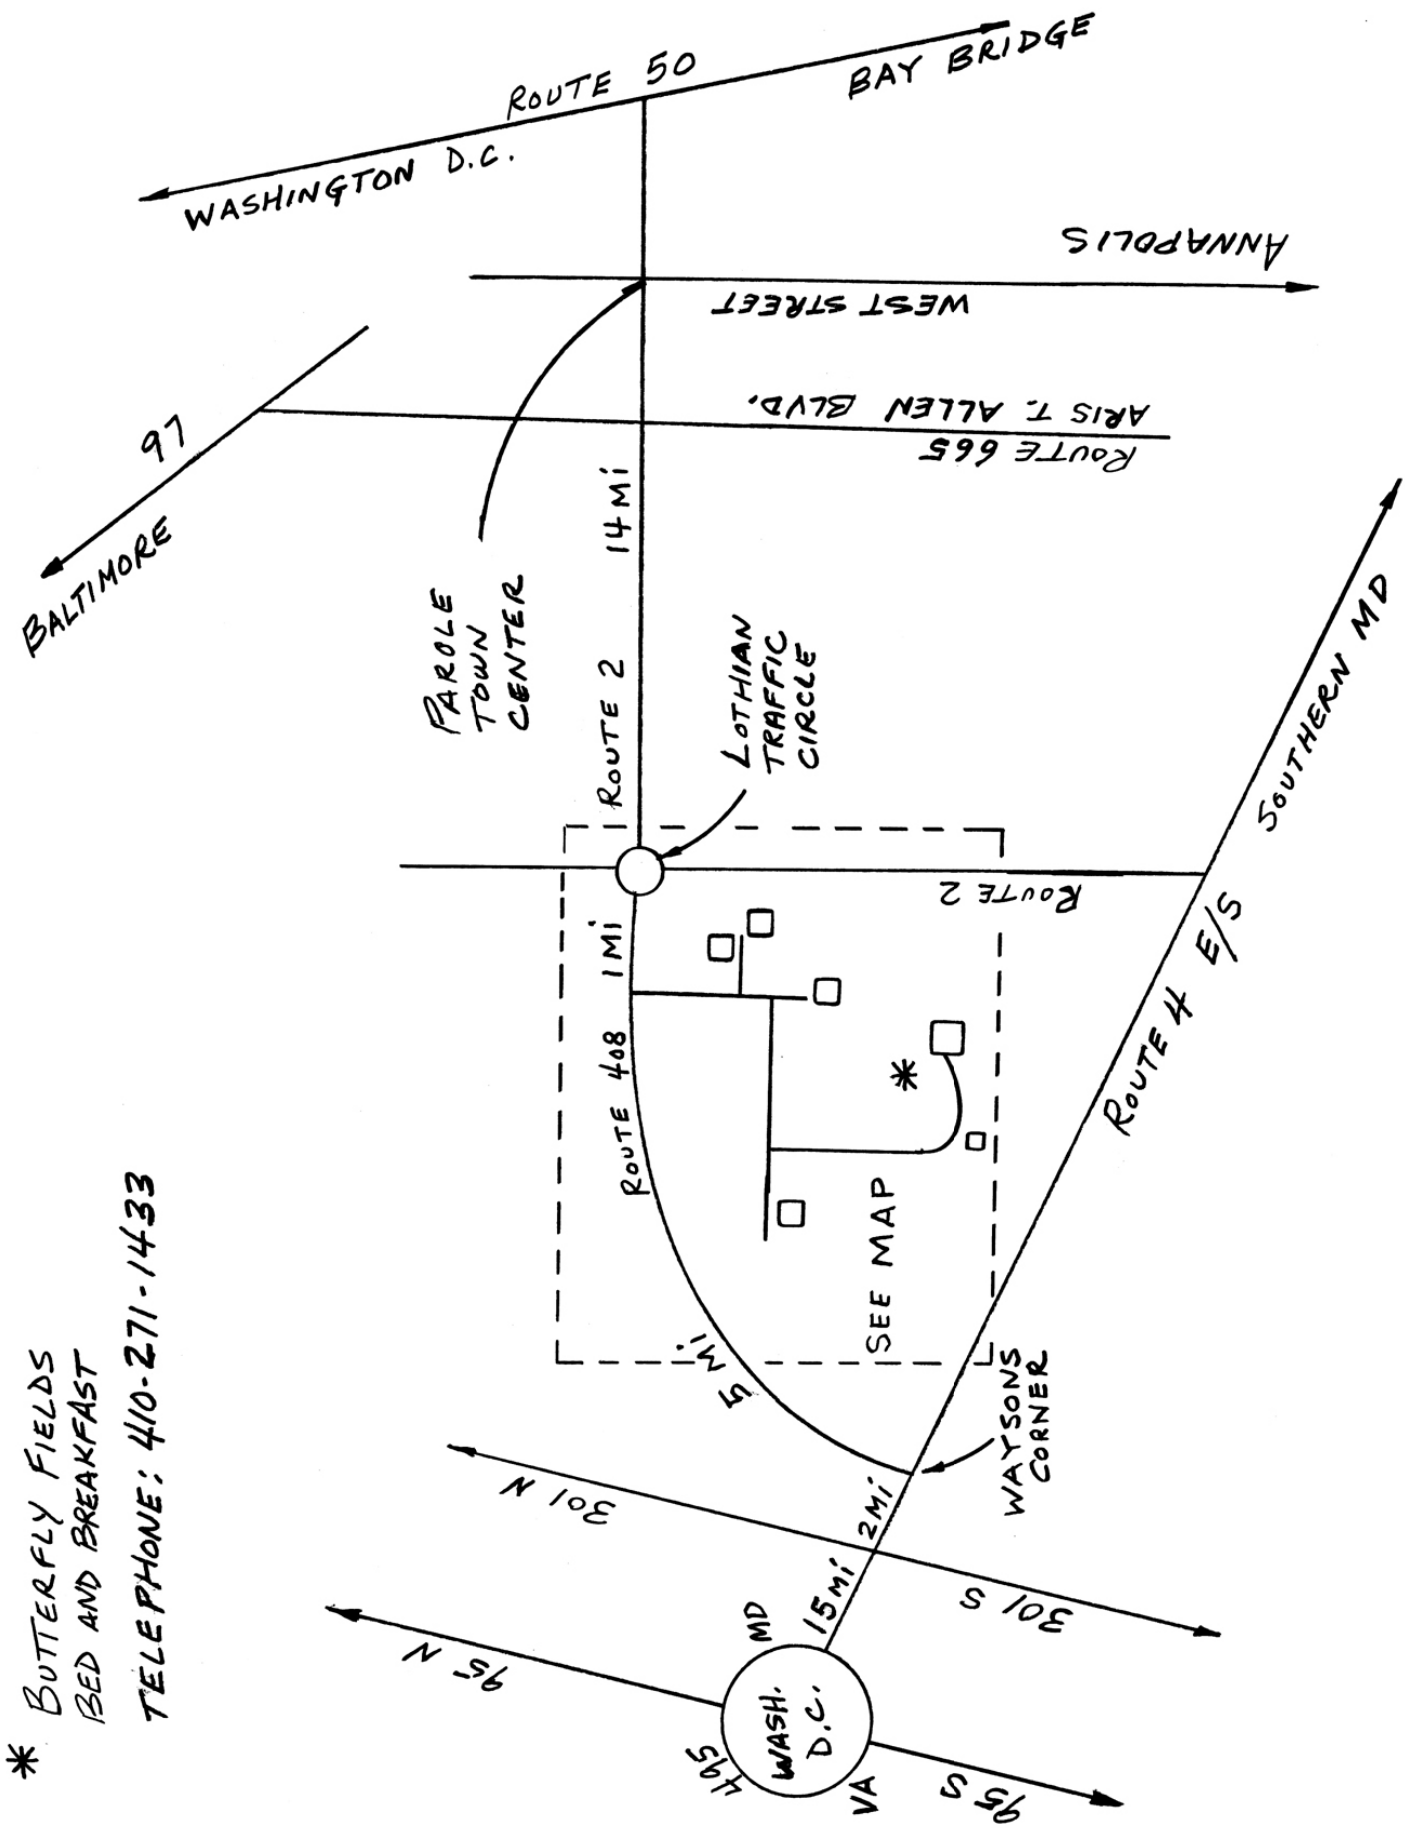 * BUTTERFLY FIELDS
BED AND BREAKFAST
TELEPHONE: 410-271-1433
BALTIMORE
97
WASHINGTON D.C.
ROUTE 50
BAY BRIDGE
ANNAPOLIS
WEST STREET
ARIS T. ALLEN BLVD.
ROUTE 665
PAROLE
TOWN
CENTER
ROUTE 2 14 Mi
LOTHIAN
TRAFFIC
CIRCLE
ROUTE 2
ROUTE 408 1 Mi
5 Mi.
*
SEE MAP
WAYSONS
CORNER
ROUTE 4 E/S
SOUTHERN MD
301 N
301 S
2 Mi
15 Mi
95 N
95 S
MD
VA
495
WASH.
D.C.